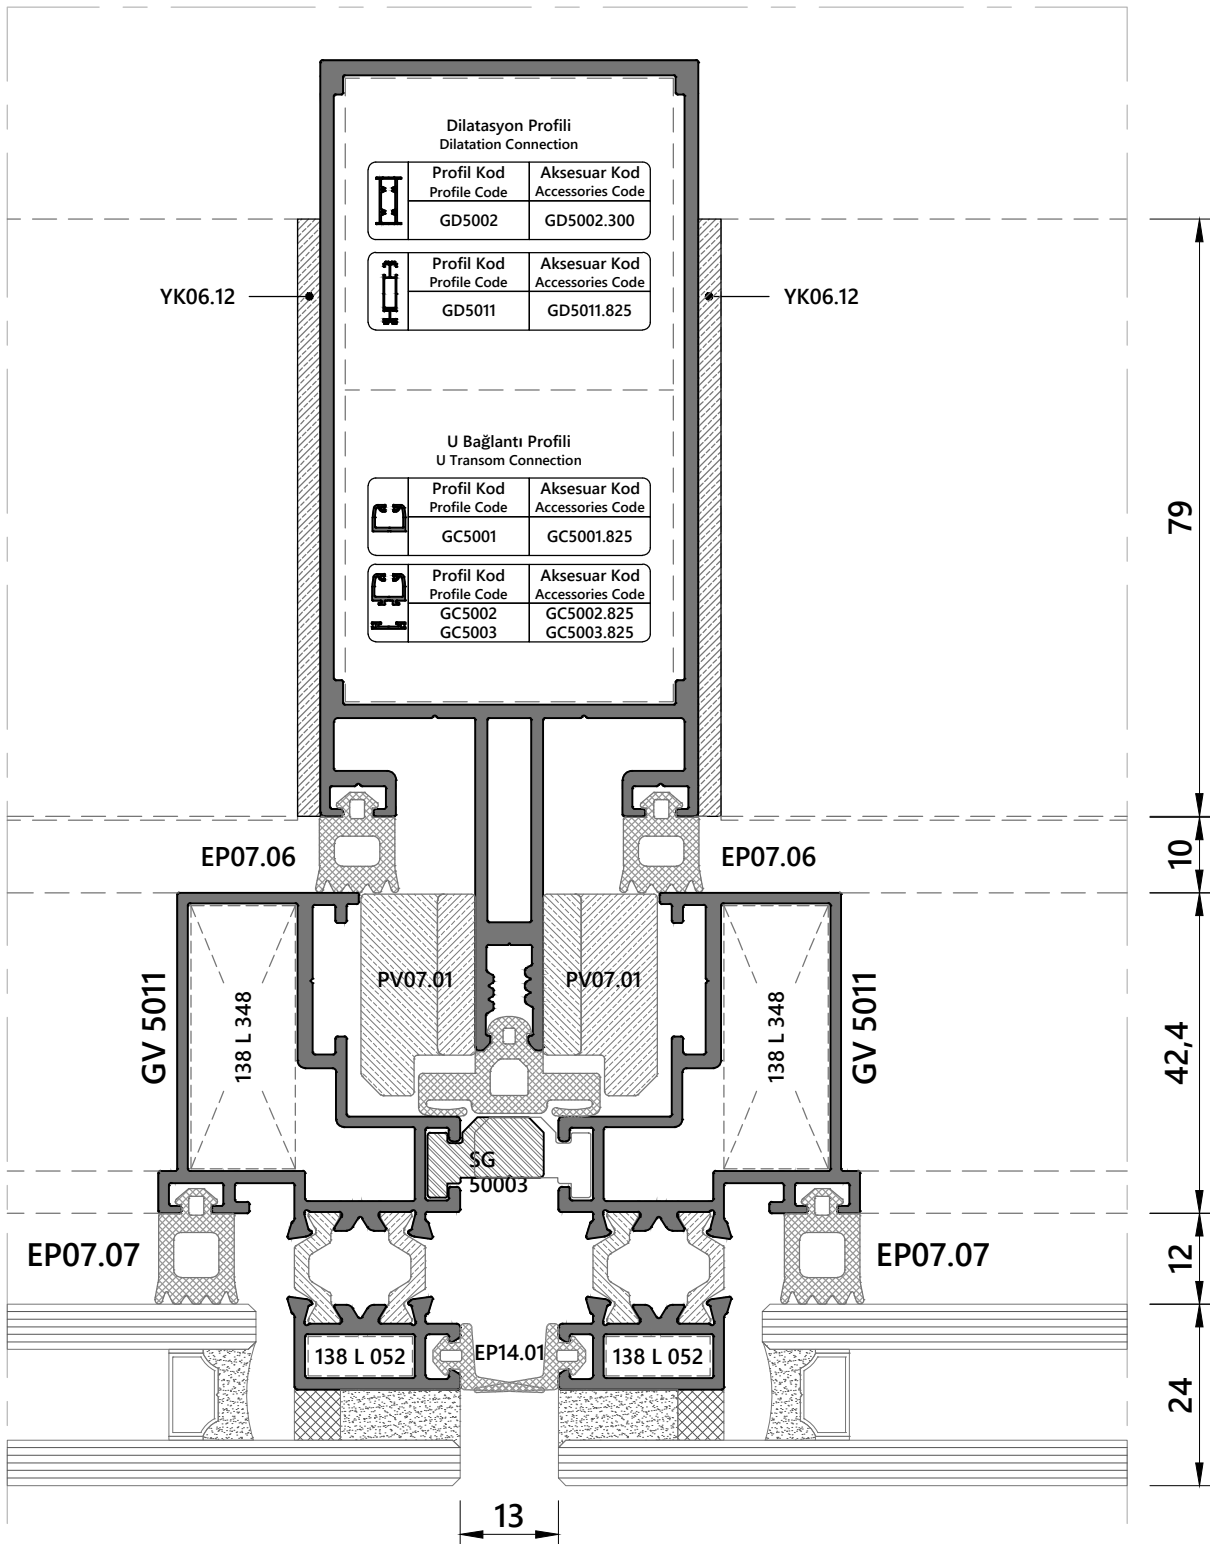 Dilatasyon Profili
Dilatation Connection
Profil Kod
Profile Code
Aksesuar Kod
Accessories Code
GD5002
GD5002.300
Profil Kod
Profile Code
Aksesuar Kod
Accessories Code
GD5011
GD5011.825
YK06.12
YK06.12
U Bağlantı Profili
U Transom Connection
Profil Kod
Profile Code
Aksesuar Kod
Accessories Code
GC5001
GC5001.825
Profil Kod
Profile Code
Aksesuar Kod
Accessories Code
GC5002
GC5003
GC5002.825
GC5003.825
79
EP07.06
EP07.06
10
GV 5011
138 L 348
PV07.01
PV07.01
138 L 348
GV 5011
42,4
SG
50003
EP07.07
EP07.07
12
138 L 052
EP14.01
138 L 052
24
13